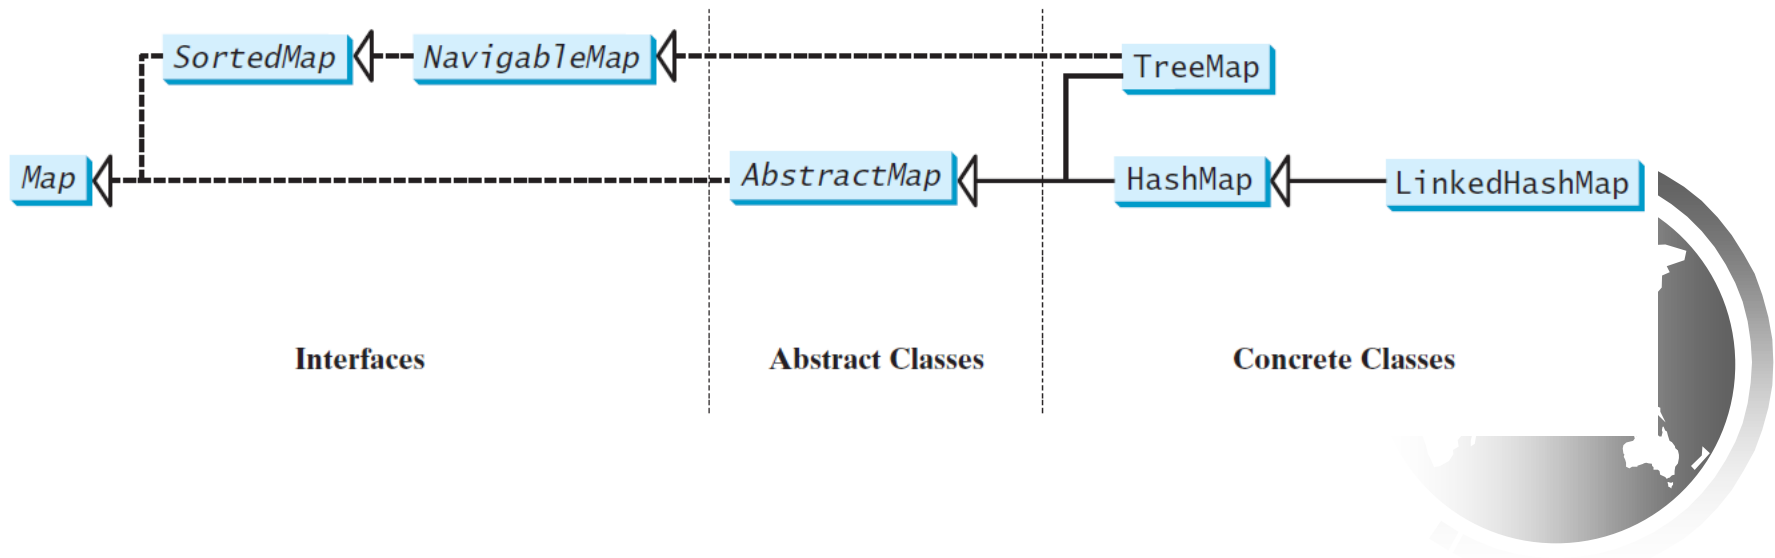 SortedMap
NavigableMap
TreeMap
Map
AbstractMap
HashMap
LinkedHashMap
Interfaces
Abstract Classes
Concrete Classes